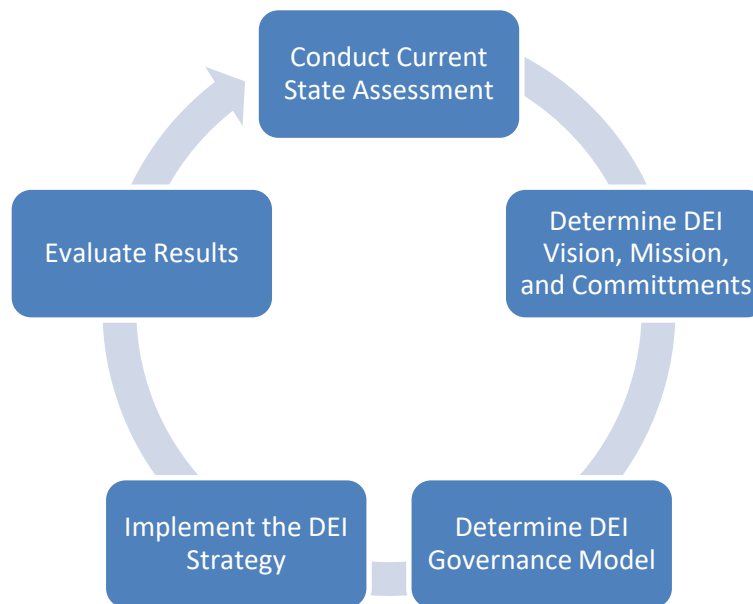 Conduct Current
State Assessment
Determine DEI
Vision, Mission,
and Committments
Determine DEI
Governance Model
Implement the DEI
Strategy
Evaluate Results